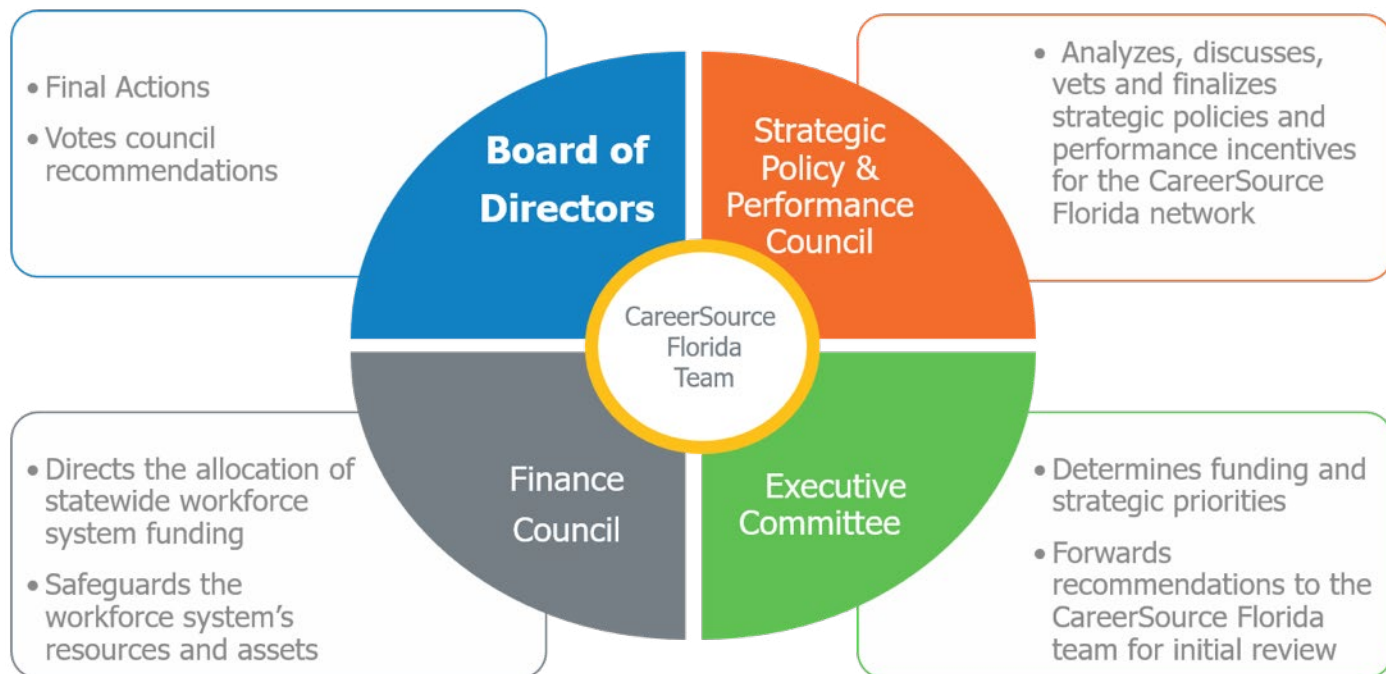 • Final Actions
• Votes council
recommendations
Board of
Directors
Strategic
Policy &
Performance
Council
• Analyzes, discusses,
vets and finalizes
strategic policies and
performance incentives
for the CareerSource
Florida network
CareerSource
Florida
Team
• Directs the allocation of
statewide workforce
system funding
• Safeguards the
workforce system's
resources and assets
Finance
Council
Executive
Committee
• Determines funding and
strategic priorities
• Forwards
recommendations to the
CareerSource Florida
team for initial review